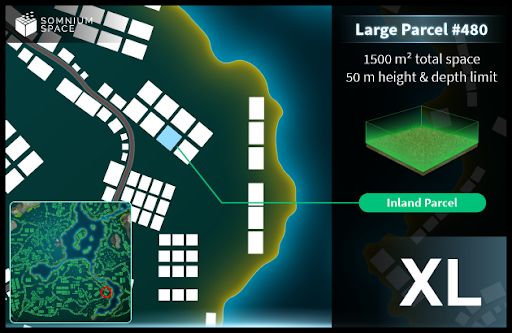 SOMNIUM
SPACE
Large Parcel #480
1500 m² total space
50 m height & depth limit
Inland Parcel
XL